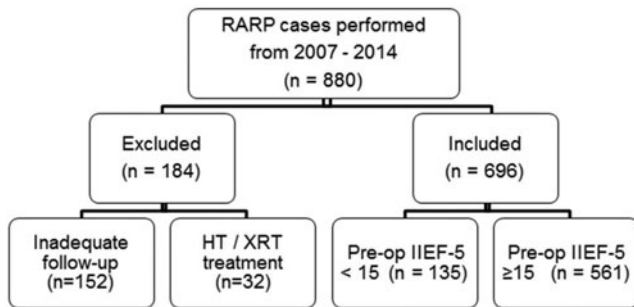 RARP cases performed
from 2007 - 2014
(n = 880)
Excluded
(n = 184)
Included
(n = 696)
Inadequate
follow-up
(n=152)
HT / XRT
treatment
(n=32)
Pre-op IIEF-5
< 15 (n = 135)
Pre-op IIEF-5
≥15 (n = 561)